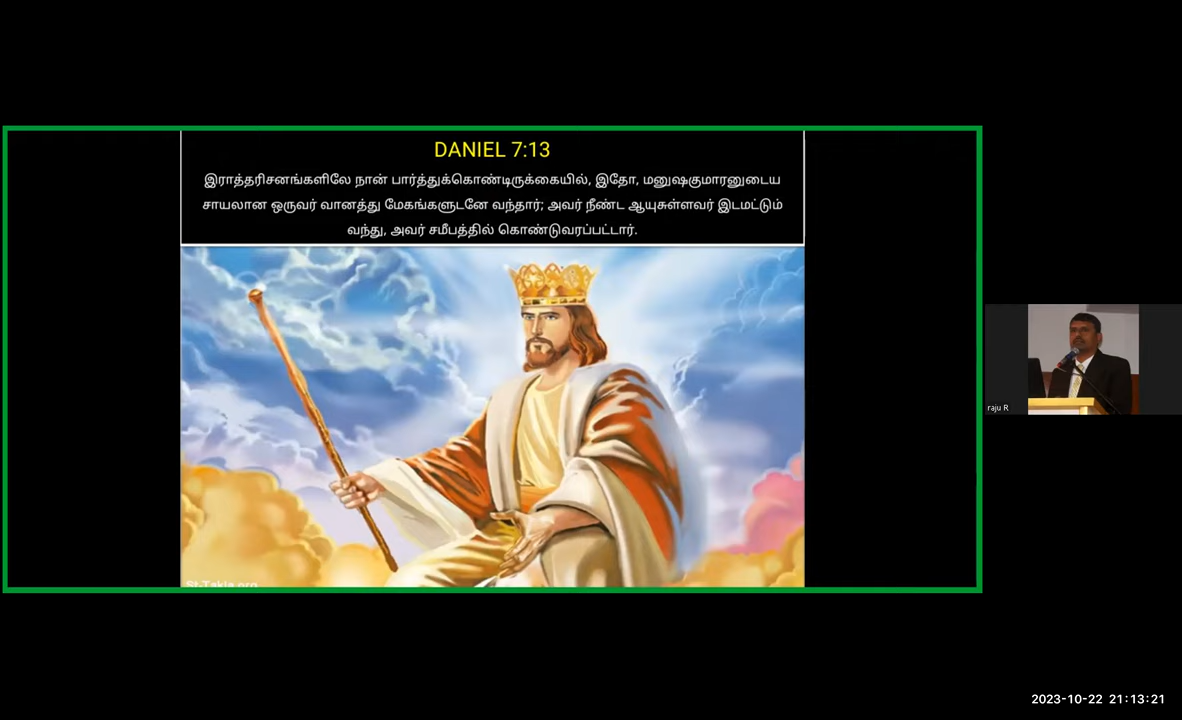 DANIEL 7:13
இராத்தரிசனங்களிலே நான் பார்த்துக்கொண்டிருக்கையில், இதோ, மனுஷகுமாரனுடைய
சாயலான ஒருவர் வானத்து மேகங்களுடனே வந்தார்; அவர் நீண்ட ஆயுசுள்ளவர் இடமட்டும்
வந்து, அவர் சமீபத்தில் கொண்டுவரப்பட்டார்.
St-Takla.org
raju R
2023-10-22 21:13:21